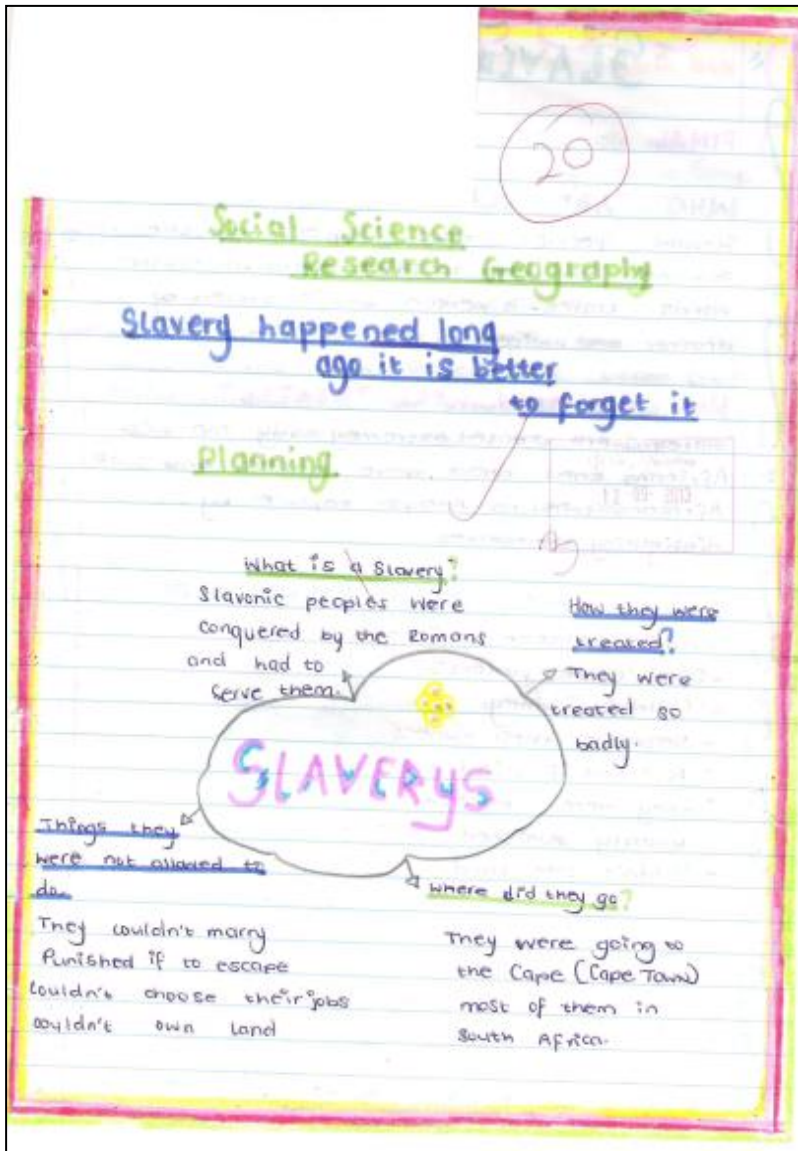 20
Social Science
Research Geography
Slavery happened long
ago it is better
to forget it
Planning
What is a Slavery?
Slavonic peoples were
conquered by the Romans
and had to
serve them.
How they were
treated?
They were
treated so
badly.
SLAVERYS
Things they
were not allowed to
do.
They couldn't marry
Punished if to escape
couldn't choose their jobs
couldn't own land
where did they go?
They were going to
the Cape (Cape Town)
most of them in
South Africa.